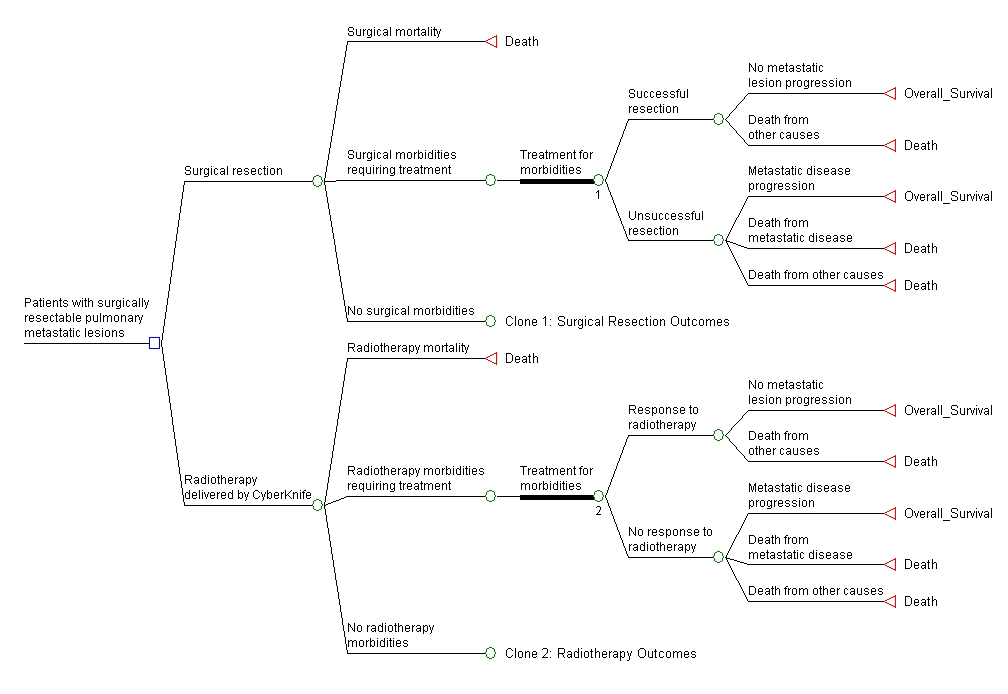 Patients with surgically
resectable pulmonary
metastatic lesions
Surgical resection
Surgical mortality
Death
Surgical morbidities
requiring treatment
Treatment for
morbidities
1
Successful
resection
No metastatic
lesion progression
Overall_Survival
Death from
other causes
Death
Unsuccessful
resection
Metastatic disease
progression
Overall_Survival
Death from
metastatic disease
Death
Death from other causes
Death
No surgical morbidities
Clone 1: Surgical Resection Outcomes
Radiotherapy
delivered by CyberKnife
Radiotherapy mortality
Death
Radiotherapy morbidities
requiring treatment
Treatment for
morbidities
2
Response to
radiotherapy
No metastatic
lesion progression
Overall_Survival
Death from
other causes
Death
No response to
radiotherapy
Metastatic disease
progression
Overall_Survival
Death from
metastatic disease
Death
Death from other causes
Death
No radiotherapy
morbidities
Clone 2: Radiotherapy Outcomes